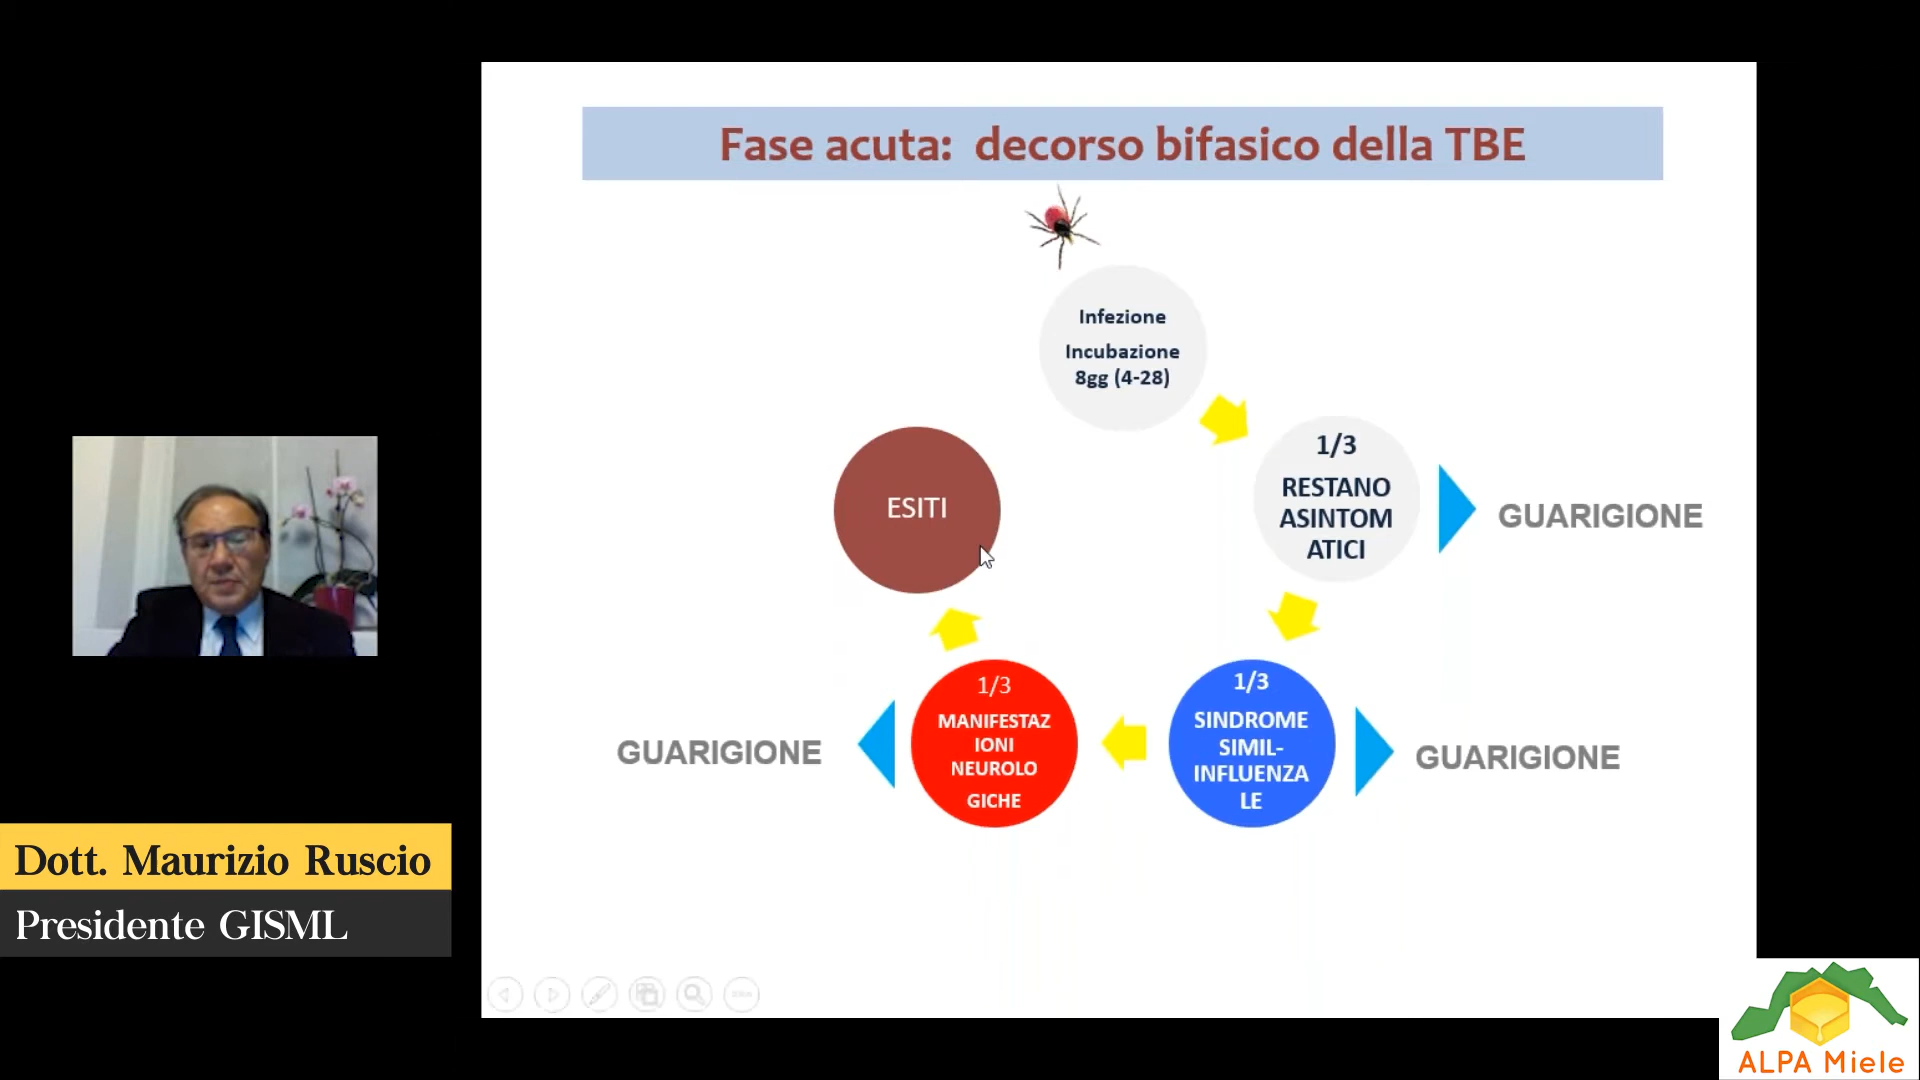 Fase acuta: decorso bifasico della TBE
Infezione
Incubazione
8gg (4-28)
1/3
RESTANO
ASINTOM
ATICI
GUARIGIONE
ESITI
1/3
SINDROME
SIMIL-
INFLUENZA
LE
GUARIGIONE
1/3
MANIFESTAZ
IONI
NEUROLO
GICHE
GUARIGIONE
Dott. Maurizio Ruscio
Presidente GISML
ALPA Miele